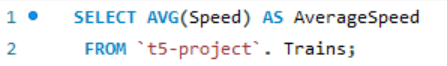 1 SELECT AVG(Speed) AS AverageSpeed
2 FROM `t5-project`. Trains;